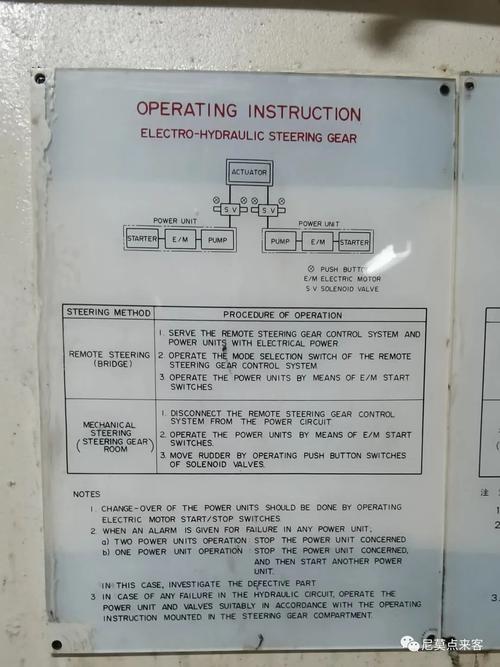 OPERATING INSTRUCTION
ELECTRO-HYDRAULIC STEERING GEAR
ACTUATOR
S V
S V
POWER UNIT
POWER UNIT
STARTER
E/M
PUMP
PUMP
E/M
STARTER
⊗ PUSH BUTTON
E/M ELECTRIC MOTOR
S V SOLENOID VALVE
STEERING METHOD
PROCEDURE OF OPERATION
REMOTE STEERING
(BRIDGE)
1. SERVE THE REMOTE STEERING GEAR CONTROL SYSTEM AND
POWER UNITS WITH ELECTRICAL POWER
2. OPERATE THE MODE SELECTION SWITCH OF THE REMOTE
STEERING GEAR CONTROL SYSTEM
3. OPERATE THE POWER UNITS BY MEANS OF E/M START
SWITCHES
MECHANICAL
STEERING
(STEERING GEAR
ROOM)
1. DISCONNECT THE REMOTE STEERING GEAR CONTROL
SYSTEM FROM THE POWER CIRCUIT
2. OPERATE THE POWER UNITS BY MEANS OF E/M START
SWITCHES.
3. MOVE RUDDER BY OPERATING PUSH BUTTON SWITCHES
OF SOLENOID VALVES.
NOTES
1. CHANGE-OVER OF THE POWER UNITS SHOULD BE DONE BY OPERATING
ELECTRIC MOTOR START/STOP SWITCHES
2. WHEN AN ALARM IS GIVEN FOR FAILURE IN ANY POWER UNIT;
a) TWO POWER UNITS OPERATION : STOP THE POWER UNIT CONCERNED
b) ONE POWER UNIT OPERATION : STOP THE POWER UNIT CONCERNED,
AND THEN START ANOTHER POWER
UNIT.
IN THIS CASE, INVESTIGATE THE DEFECTIVE PART
3. IN CASE OF ANY FAILURE IN THE HYDRAULIC CIRCUIT, OPERATE THE
POWER UNIT AND VALVES SUITABLY IN ACCORDANCE WITH THE OPERATING
INSTRUCTION MOUNTED IN THE STEERING GEAR COMPARTMENT.
注
1.
2
3.
尼莫点来客